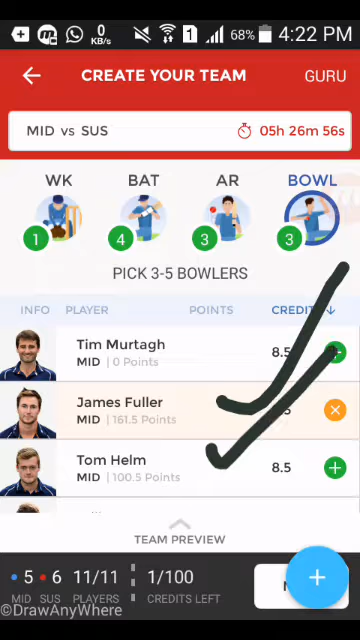 0 KB/s 1 68% 4:22 PM
CREATE YOUR TEAM GURU
MID vs SUS 05h 26m 56s
WK BAT AR BOWL
1 4 3 3
PICK 3-5 BOWLERS
INFO PLAYER POINTS CREDIT
Tim Murtagh
MID | 0 Points
8.5
James Fuller
MID | 161.5 Points
Tom Helm
MID | 100.5 Points
8.5
TEAM PREVIEW
5 6 11/11 1/100
MID SUS PLAYERS CREDITS LEFT
©DrawAnyWhere